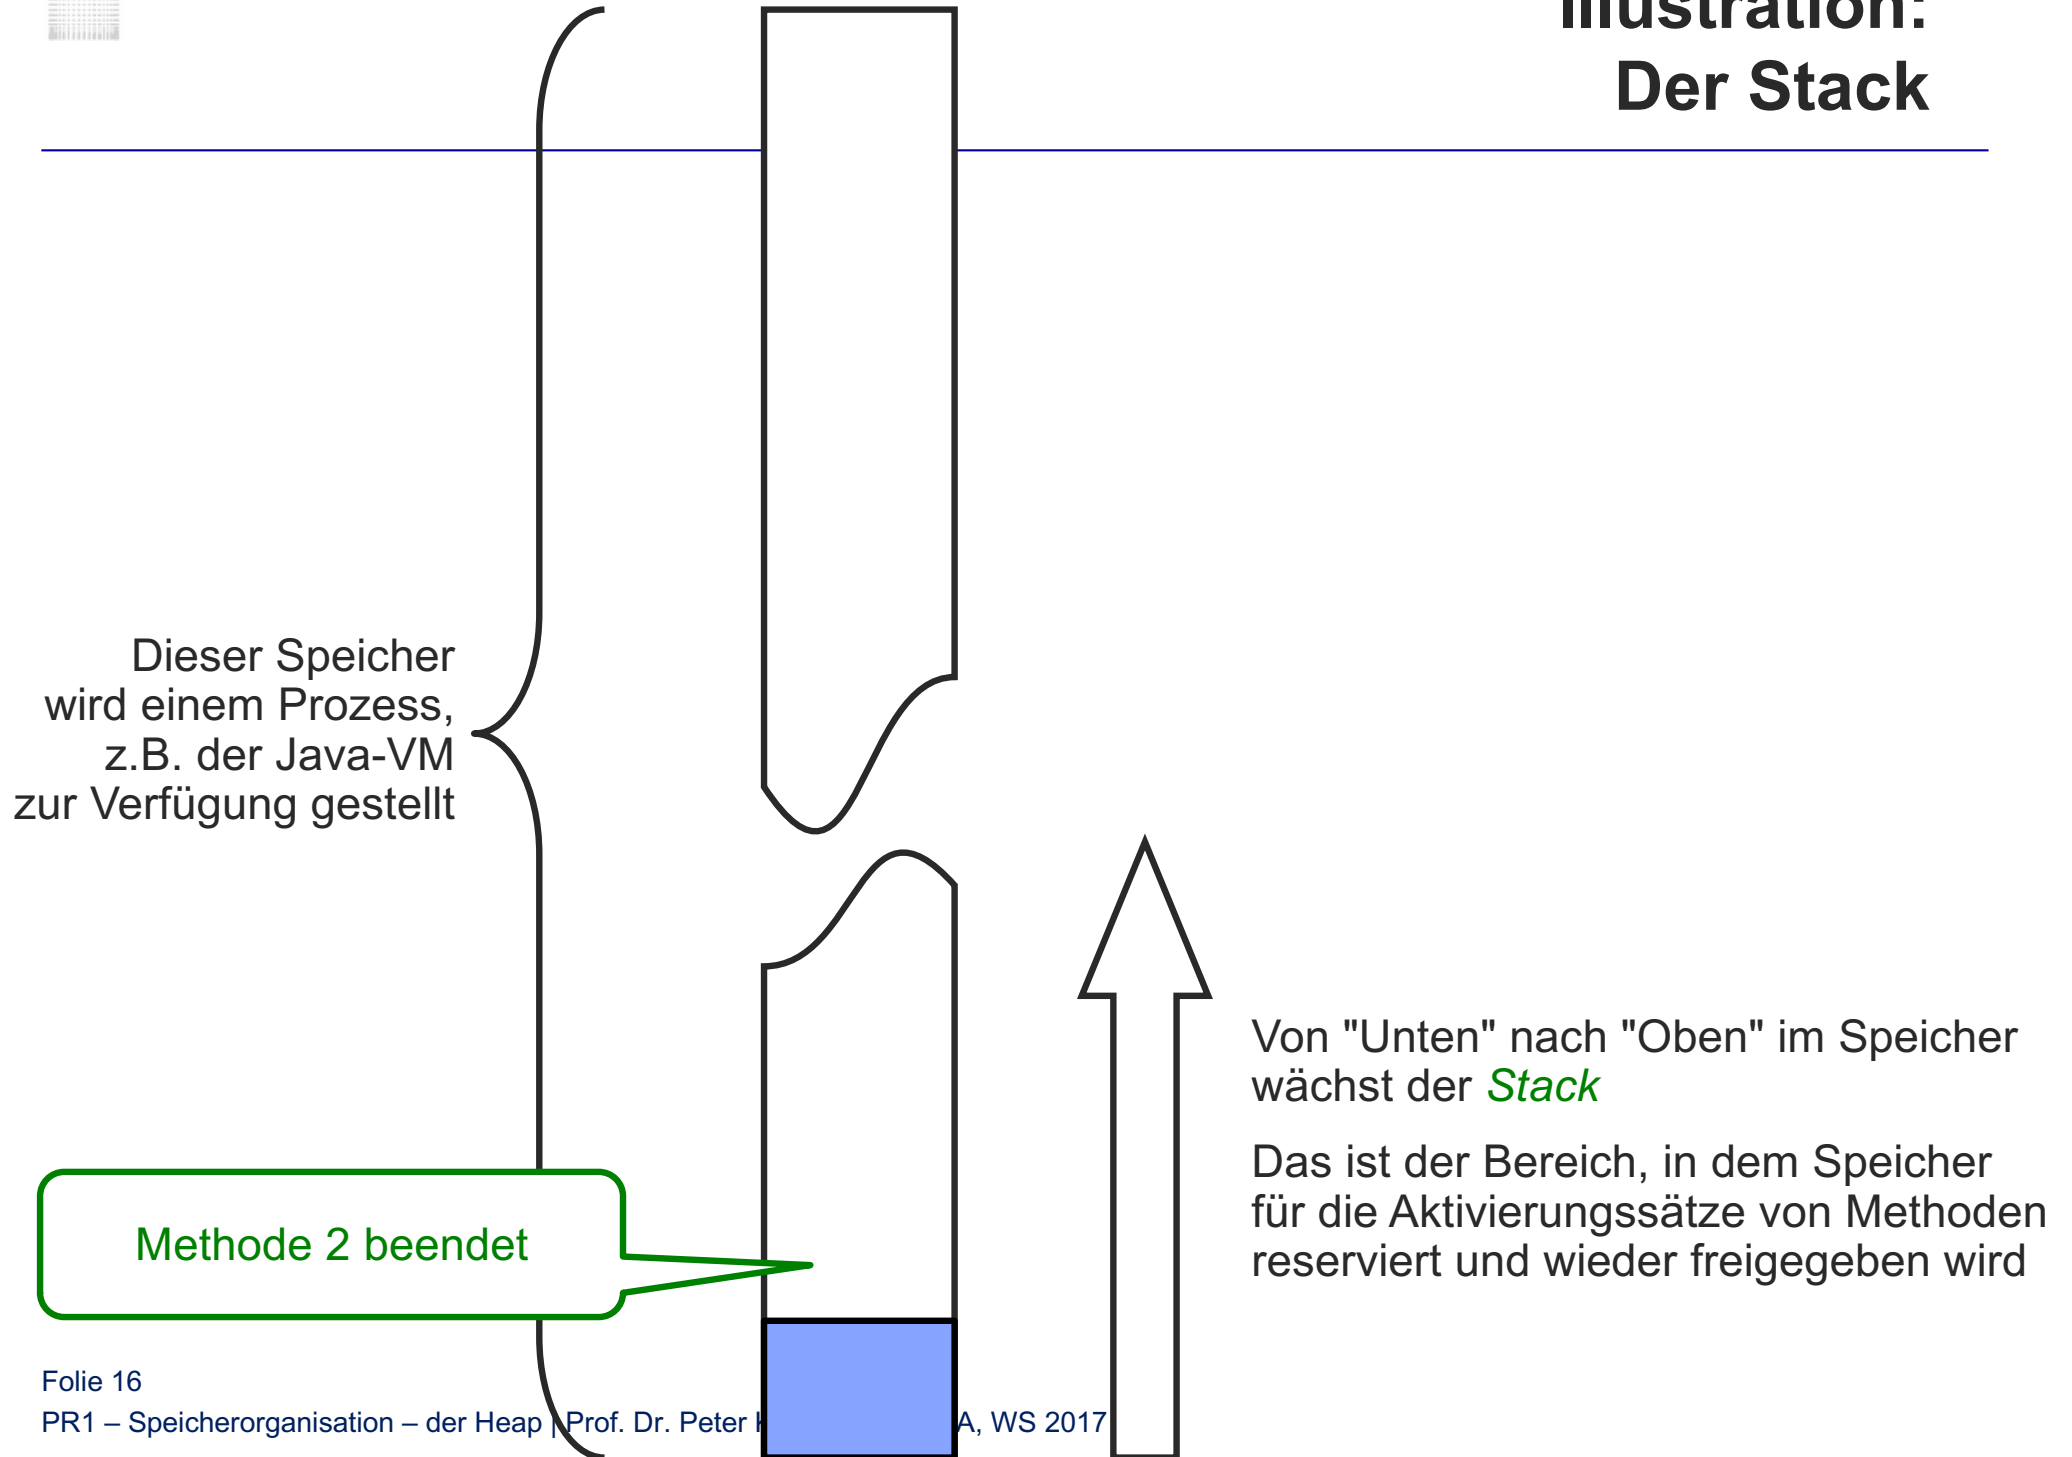 Illustration:
Der Stack
Dieser Speicher
wird einem Prozess,
z.B. der Java-VM
zur Verfügung gestellt
Von "Unten" nach "Oben" im Speicher
wächst der Stack
Das ist der Bereich, in dem Speicher
für die Aktivierungssätze von Methoden
reserviert und wieder freigegeben wird
Methode 2 beendet
Folie 16
PR1 – Speicherorganisation – der Heap | Prof. Dr. Peter A, WS 2017